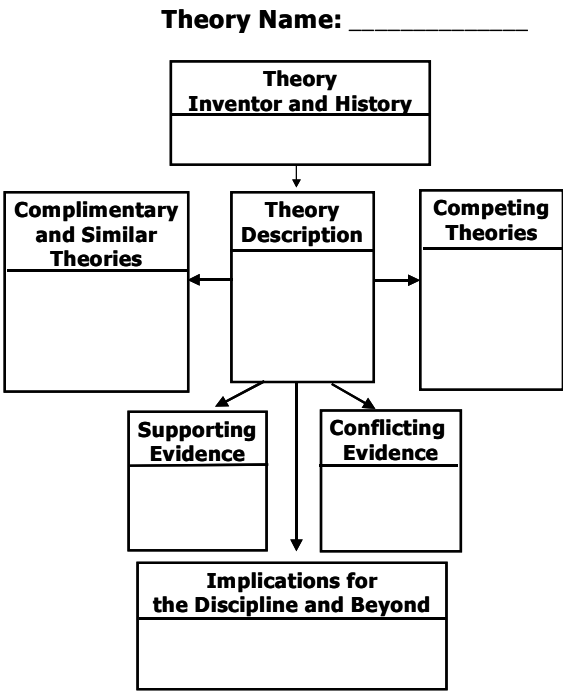 Theory Name: ______________
Theory
Inventor and History
Complimentary
and Similar
Theories
Theory
Description
Competing
Theories
Supporting
Evidence
Conflicting
Evidence
Implications for
the Discipline and Beyond